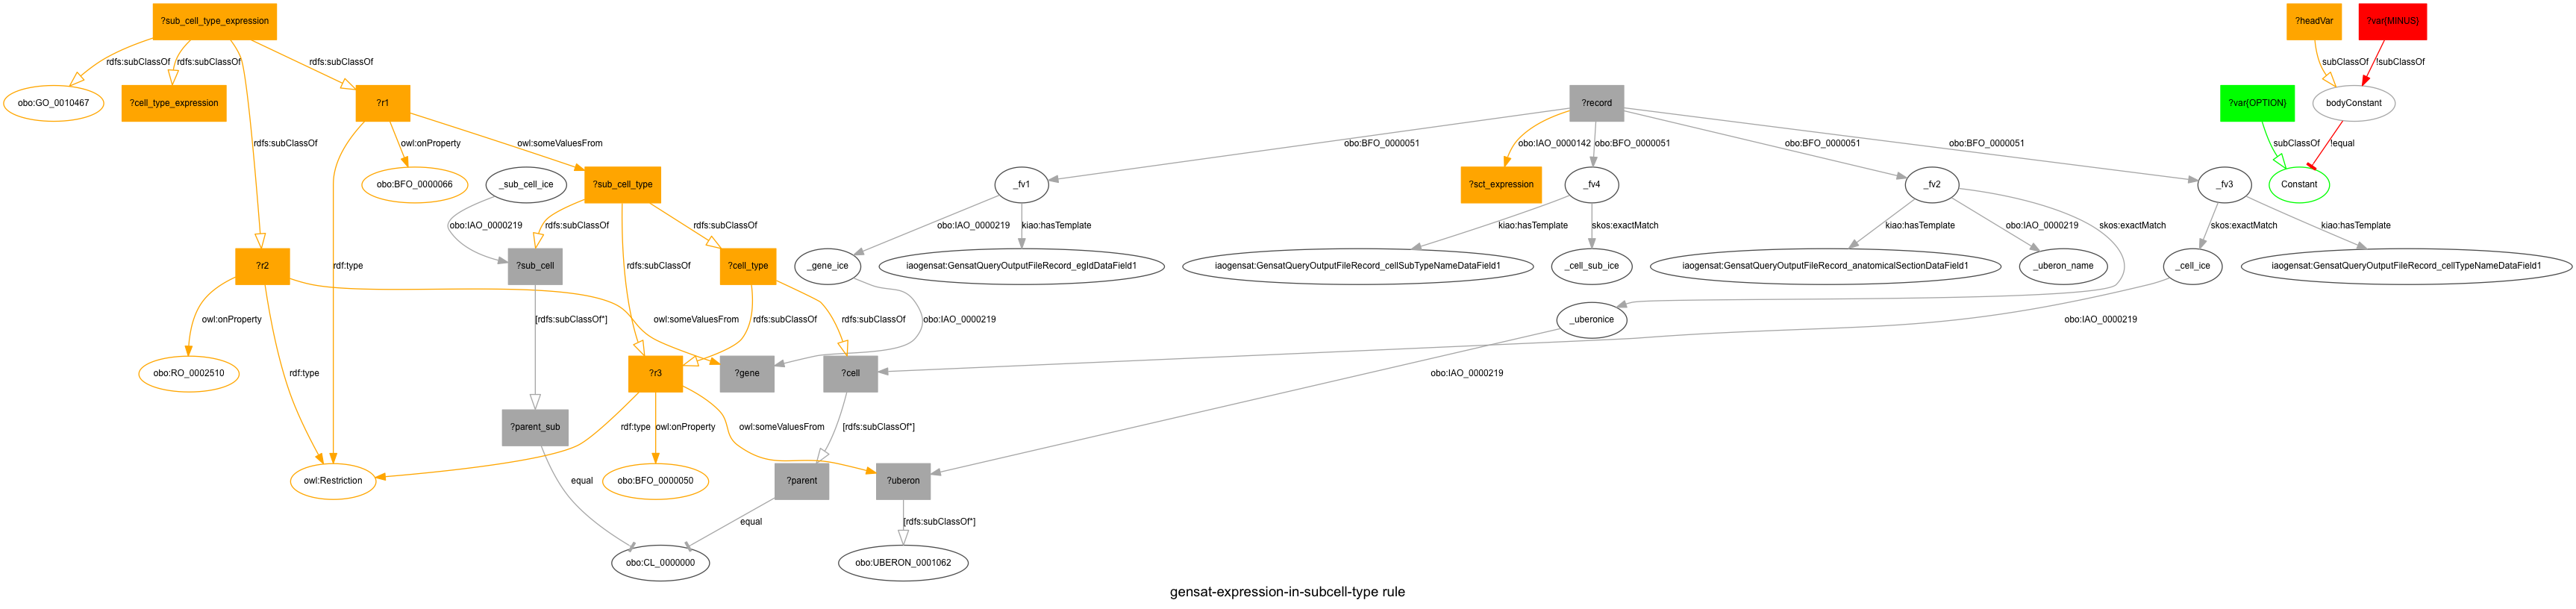 ?sub_cell_type_expression
?headVar
?var(MINUS)
rdfs:subClassOf
rdfs:subClassOf
rdfs:subClassOf
subClassOf
!subClassOf
obo:GO_0010467
?cell_type_expression
?r1
?record
?var(OPTION)
bodyConstant
rdfs:subClassOf
owl:onProperty
owl:someValuesFrom
obo:BFO_0000051
obo:IAO_0000142
obo:BFO_0000051
obo:BFO_0000051
obo:BFO_0000051
subClassOf
!equal
obo:BFO_0000066
_sub_cell_ice
?sub_cell_type
_fv1
?sct_expression
_fv4
_fv2
_fv3
Constant
obo:IAO_0000219
rdfs:subClassOf
rdfs:subClassOf
obo:IAO_0000219
kiao:hasTemplate
kiao:hasTemplate
skos:exactMatch
kiao:hasTemplate
obo:IAO_0000219
skos:exactMatch
skos:exactMatch
kiao:hasTemplate
?r2
rdf:type
?sub_cell
rdfs:subClassOf
?cell_type
_gene_ice
iaogensat:GensatQueryOutputFileRecord_egIdDataField1
iaogensat:GensatQueryOutputFileRecord_cellSubTypeNameDataField1
_cell_sub_ice
iaogensat:GensatQueryOutputFileRecord_anatomicalSectionDataField1
_uberon_name
_cell_ice
iaogensat:GensatQueryOutputFileRecord_cellTypeNameDataField1
owl:onProperty
[rdfs:subClassOf*]
owl:someValuesFrom
rdfs:subClassOf
rdfs:subClassOf
obo:IAO_0000219
_uberonice
obo:IAO_0000219
obo:RO_0002510
rdf:type
?r3
?gene
?cell
obo:IAO_0000219
?parent_sub
rdf:type
owl:onProperty
owl:someValuesFrom
[rdfs:subClassOf*]
owl:Restriction
equal
obo:BFO_0000050
?parent
?uberon
equal
[rdfs:subClassOf*]
obo:CL_0000000
obo:UBERON_0001062
gensat-expression-in-subcell-type rule